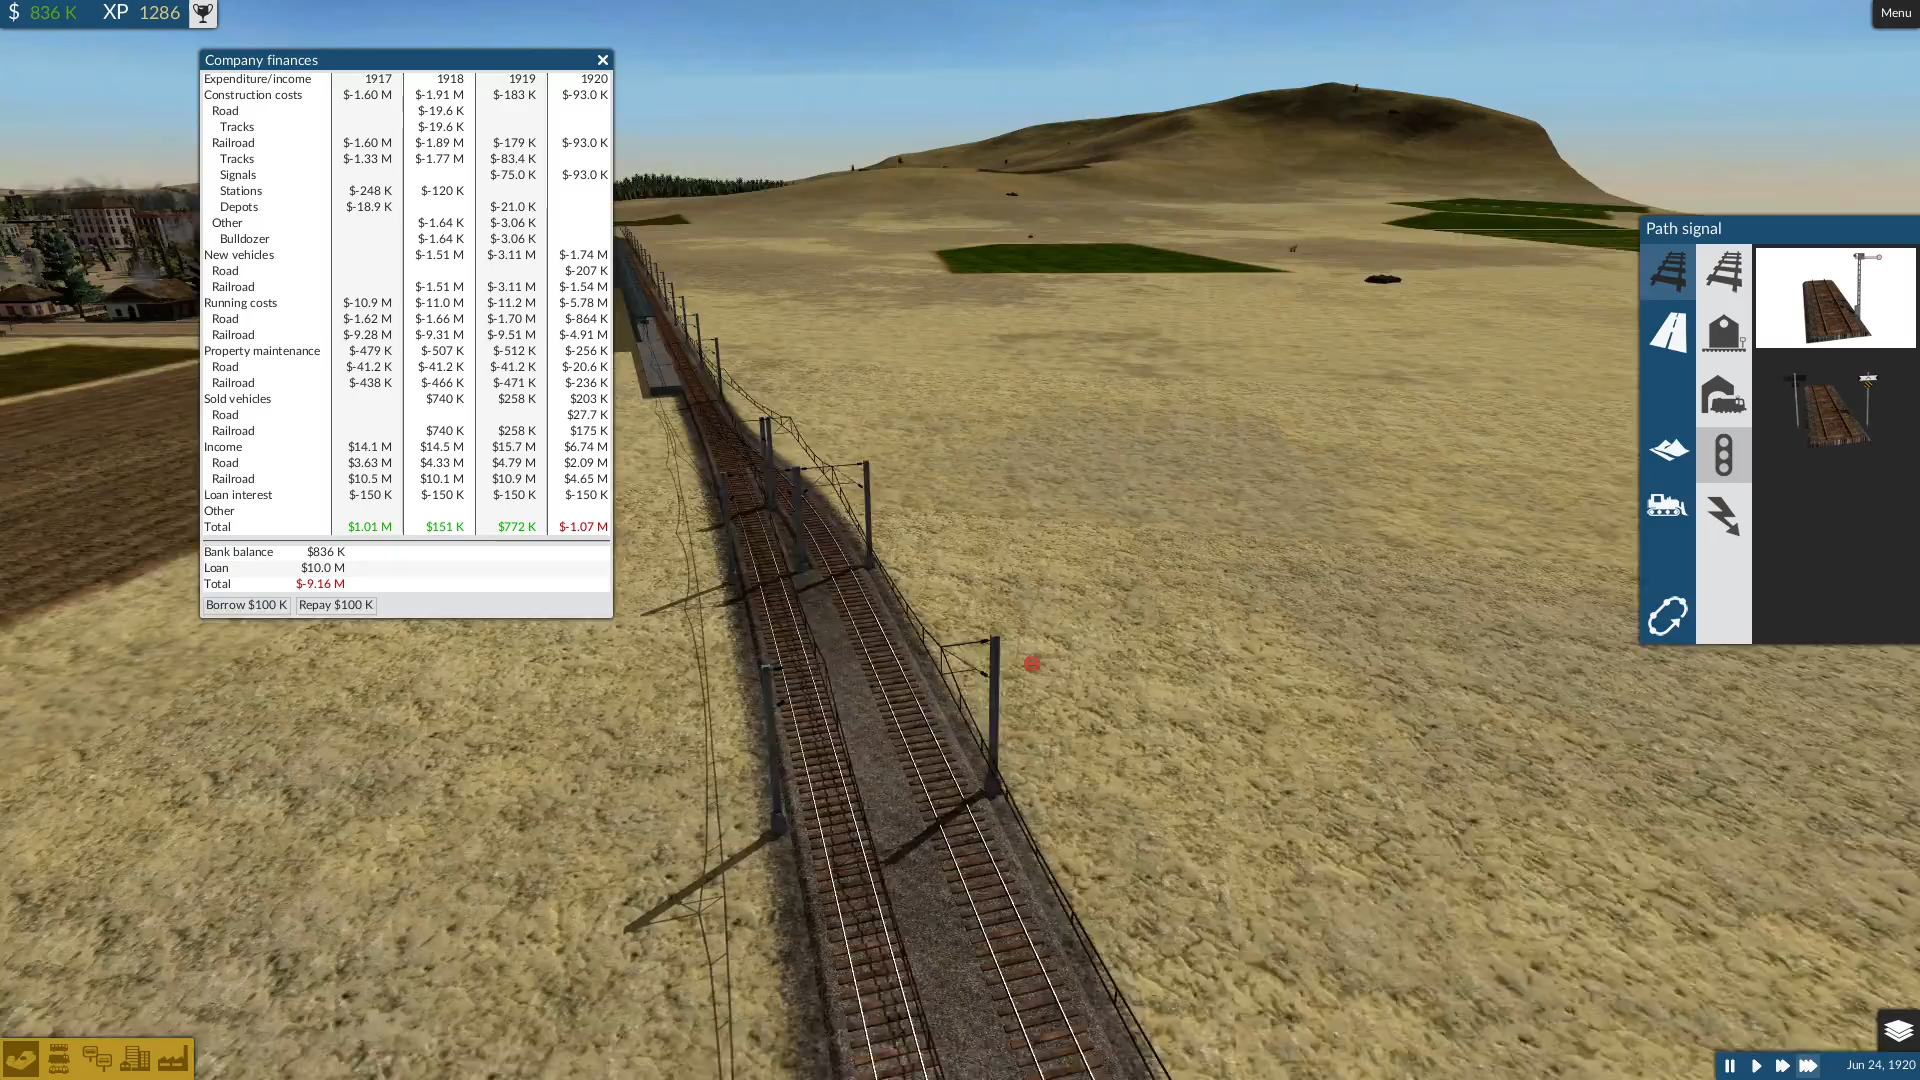 $ 836 K XP 1286
Menu
Company finances
Expenditure/income 1917 1918 1919 1920
Construction costs $-1.60 M $-1.91 M $-183 K $-93.0 K
Road $-19.6 K
Tracks $-19.6 K
Railroad $-1.60 M $-1.89 M $-179 K $-93.0 K
Tracks $-1.33 M $-1.77 M $-83.4 K
Signals $-75.0 K $-93.0 K
Stations $-248 K $-120 K
Depots $-18.9 K $-21.0 K
Other $-1.64 K $-3.06 K
Bulldozer $-1.64 K $-3.06 K
New vehicles $-1.51 M $-3.11 M $-1.74 M
Road $-207 K
Railroad $-1.51 M $-3.11 M $-1.54 M
Running costs $-10.9 M $-11.0 M $-11.2 M $-5.78 M
Road $-1.62 M $-1.66 M $-1.70 M $-864 K
Railroad $-9.28 M $-9.31 M $-9.51 M $-4.91 M
Property maintenance $-479 K $-507 K $-512 K $-256 K
Road $-41.2 K $-41.2 K $-41.2 K $-20.6 K
Railroad $-438 K $-466 K $-471 K $-236 K
Sold vehicles $740 K $258 K $203 K
Road $27.7 K
Railroad $740 K $258 K $175 K
Income $14.1 M $14.5 M $15.7 M $6.74 M
Road $3.63 M $4.33 M $4.79 M $2.09 M
Railroad $10.5 M $10.1 M $10.9 M $4.65 M
Loan interest $-150 K $-150 K $-150 K $-150 K
Other
Total $1.01 M $151 K $772 K $-1.07 M
Bank balance $836 K
Loan $10.0 M
Total $-9.16 M
Borrow $100 K Repay $100 K
Path signal
Jun 24, 1920